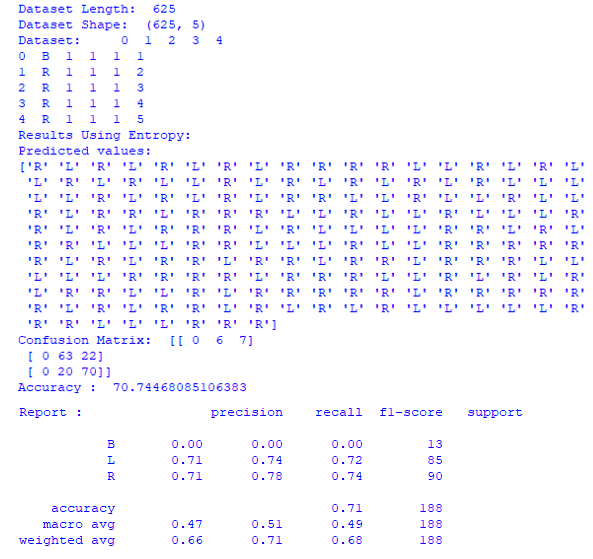 Dataset Length:  625
Dataset Shape:  (625, 5)
Dataset:     0  1  2  3  4
0  B  1  1  1  1
1  R  1  1  1  2
2  R  1  1  1  3
3  R  1  1  1  4
4  R  1  1  1  5
Results Using Entropy:
Predicted values:
['R' 'L' 'R' 'L' 'R' 'L' 'R' 'L' 'R' 'R' 'R' 'R' 'L' 'L' 'R' 'L' 'R' 'L'
'L' 'R' 'L' 'R' 'L' 'L' 'R' 'L' 'R' 'L' 'R' 'L' 'R' 'L' 'R' 'L' 'L' 'L'
'L' 'L' 'R' 'L' 'R' 'L' 'R' 'L' 'R' 'R' 'L' 'L' 'R' 'L' 'L' 'R' 'L' 'L'
'R' 'L' 'R' 'R' 'L' 'R' 'R' 'R' 'L' 'L' 'R' 'L' 'L' 'R' 'L' 'L' 'L' 'R'
'R' 'L' 'R' 'L' 'R' 'R' 'R' 'L' 'R' 'L' 'L' 'L' 'L' 'R' 'R' 'L' 'R' 'L'
'R' 'R' 'L' 'L' 'L' 'R' 'R' 'L' 'L' 'L' 'R' 'L' 'L' 'R' 'R' 'R' 'R' 'R'
'R' 'L' 'R' 'L' 'R' 'R' 'L' 'R' 'R' 'L' 'R' 'R' 'L' 'R' 'R' 'R' 'L' 'L'
'L' 'L' 'L' 'R' 'R' 'R' 'R' 'L' 'R' 'R' 'R' 'L' 'L' 'R' 'L' 'R' 'L' 'R'
'L' 'R' 'R' 'L' 'L' 'R' 'L' 'R' 'R' 'R' 'R' 'R' 'L' 'R' 'R' 'R' 'R' 'R'
'R' 'L' 'R' 'L' 'R' 'R' 'L' 'R' 'L' 'R' 'L' 'R' 'L' 'L' 'L' 'L' 'L' 'R'
'R' 'R' 'L' 'L' 'L' 'R' 'R' 'R']
Confusion Matrix:  [[ 0  6  7]
[ 0 63 22]
[ 0 20 70]]
Accuracy :  70.74468085106383
Report :                precision    recall  f1-score   support
B       0.00      0.00      0.00        13
L       0.71      0.74      0.72        85
R       0.71      0.78      0.74        90
accuracy                           0.71       188
macro avg       0.47      0.51      0.49       188
weighted avg       0.66      0.71      0.68       188